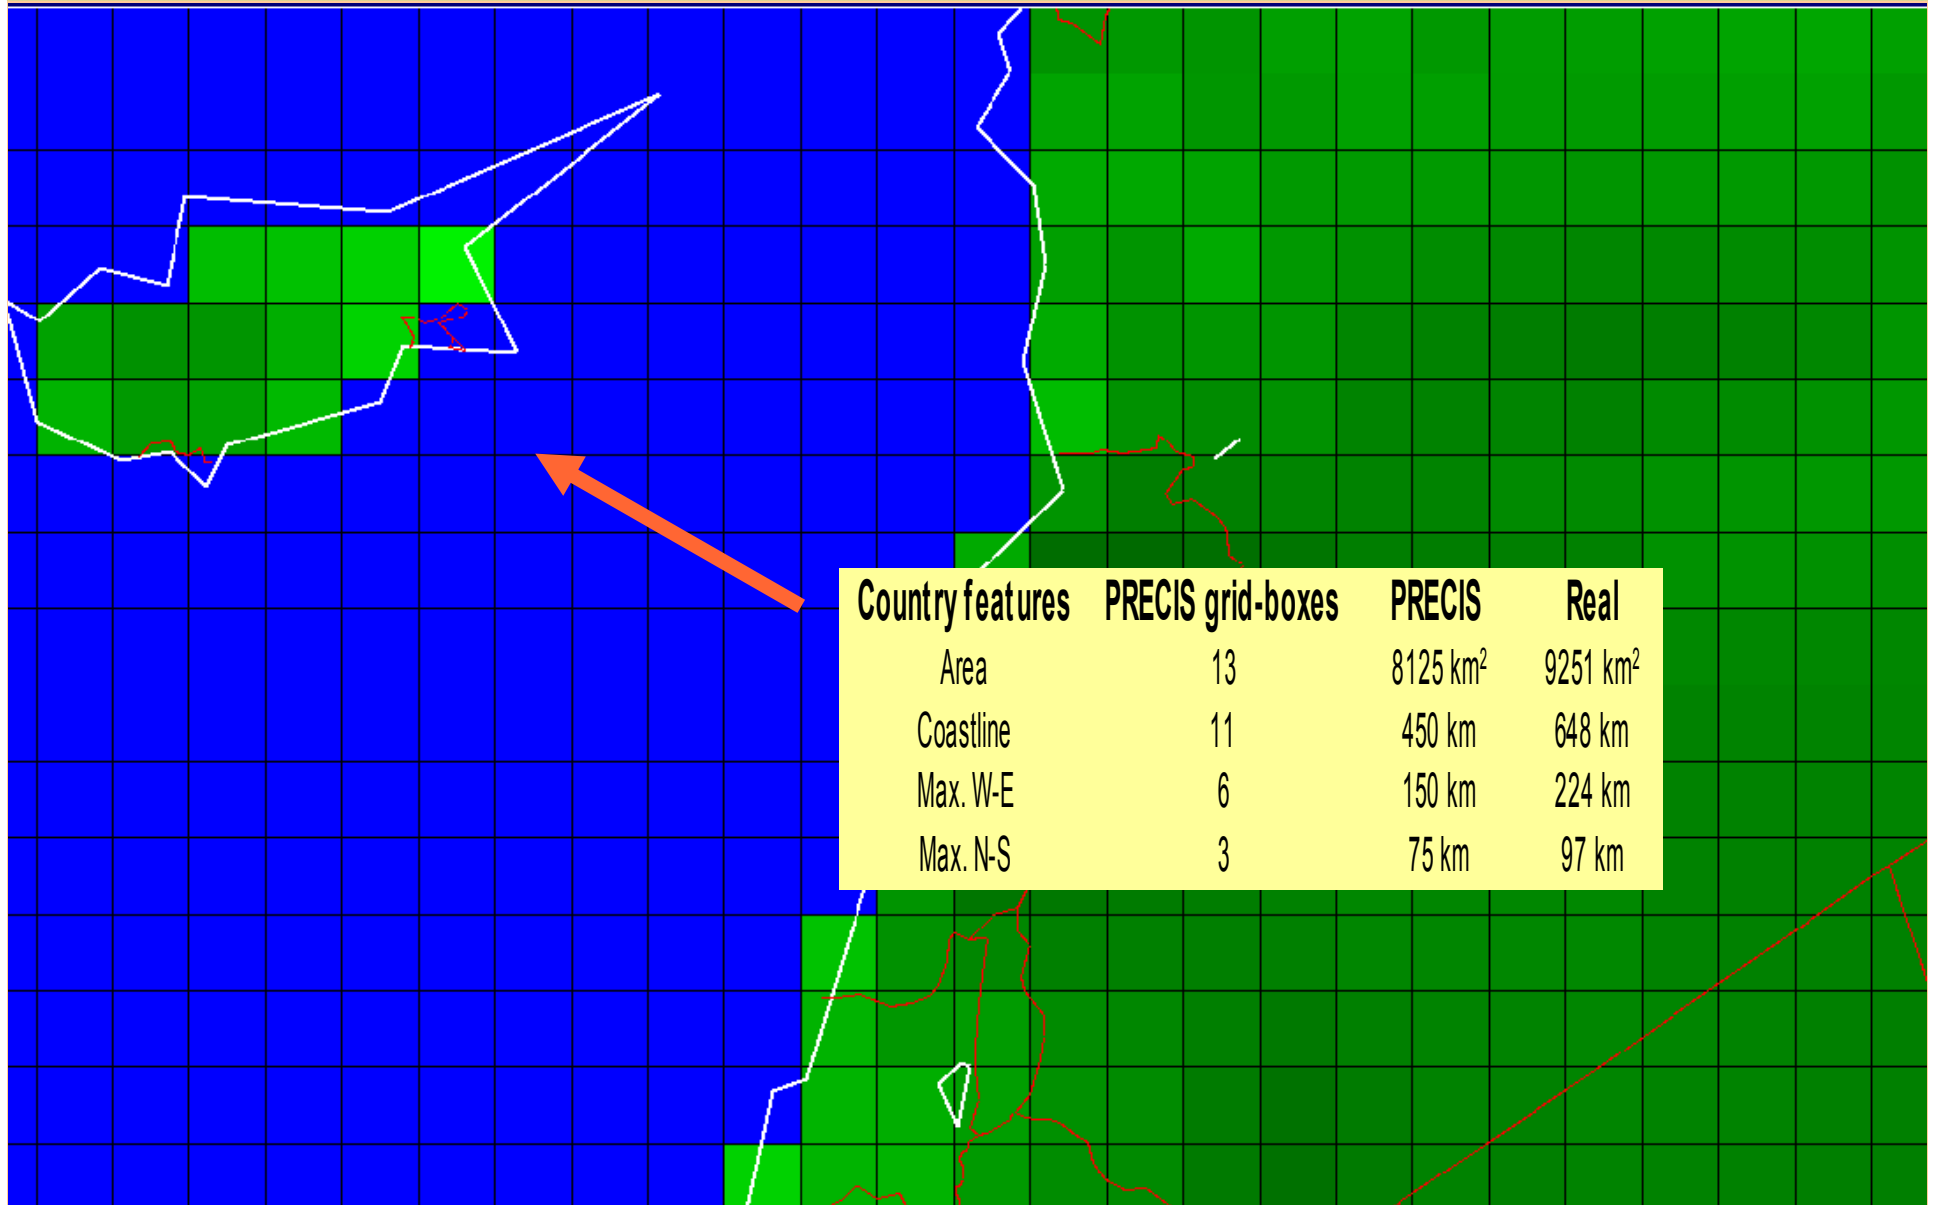 Country features PRECIS grid-boxes PRECIS Real
Area 13 8125 km² 9251 km²
Coastline 11 450 km 648 km
Max. W-E 6 150 km 224 km
Max. N-S 3 75 km 97 km